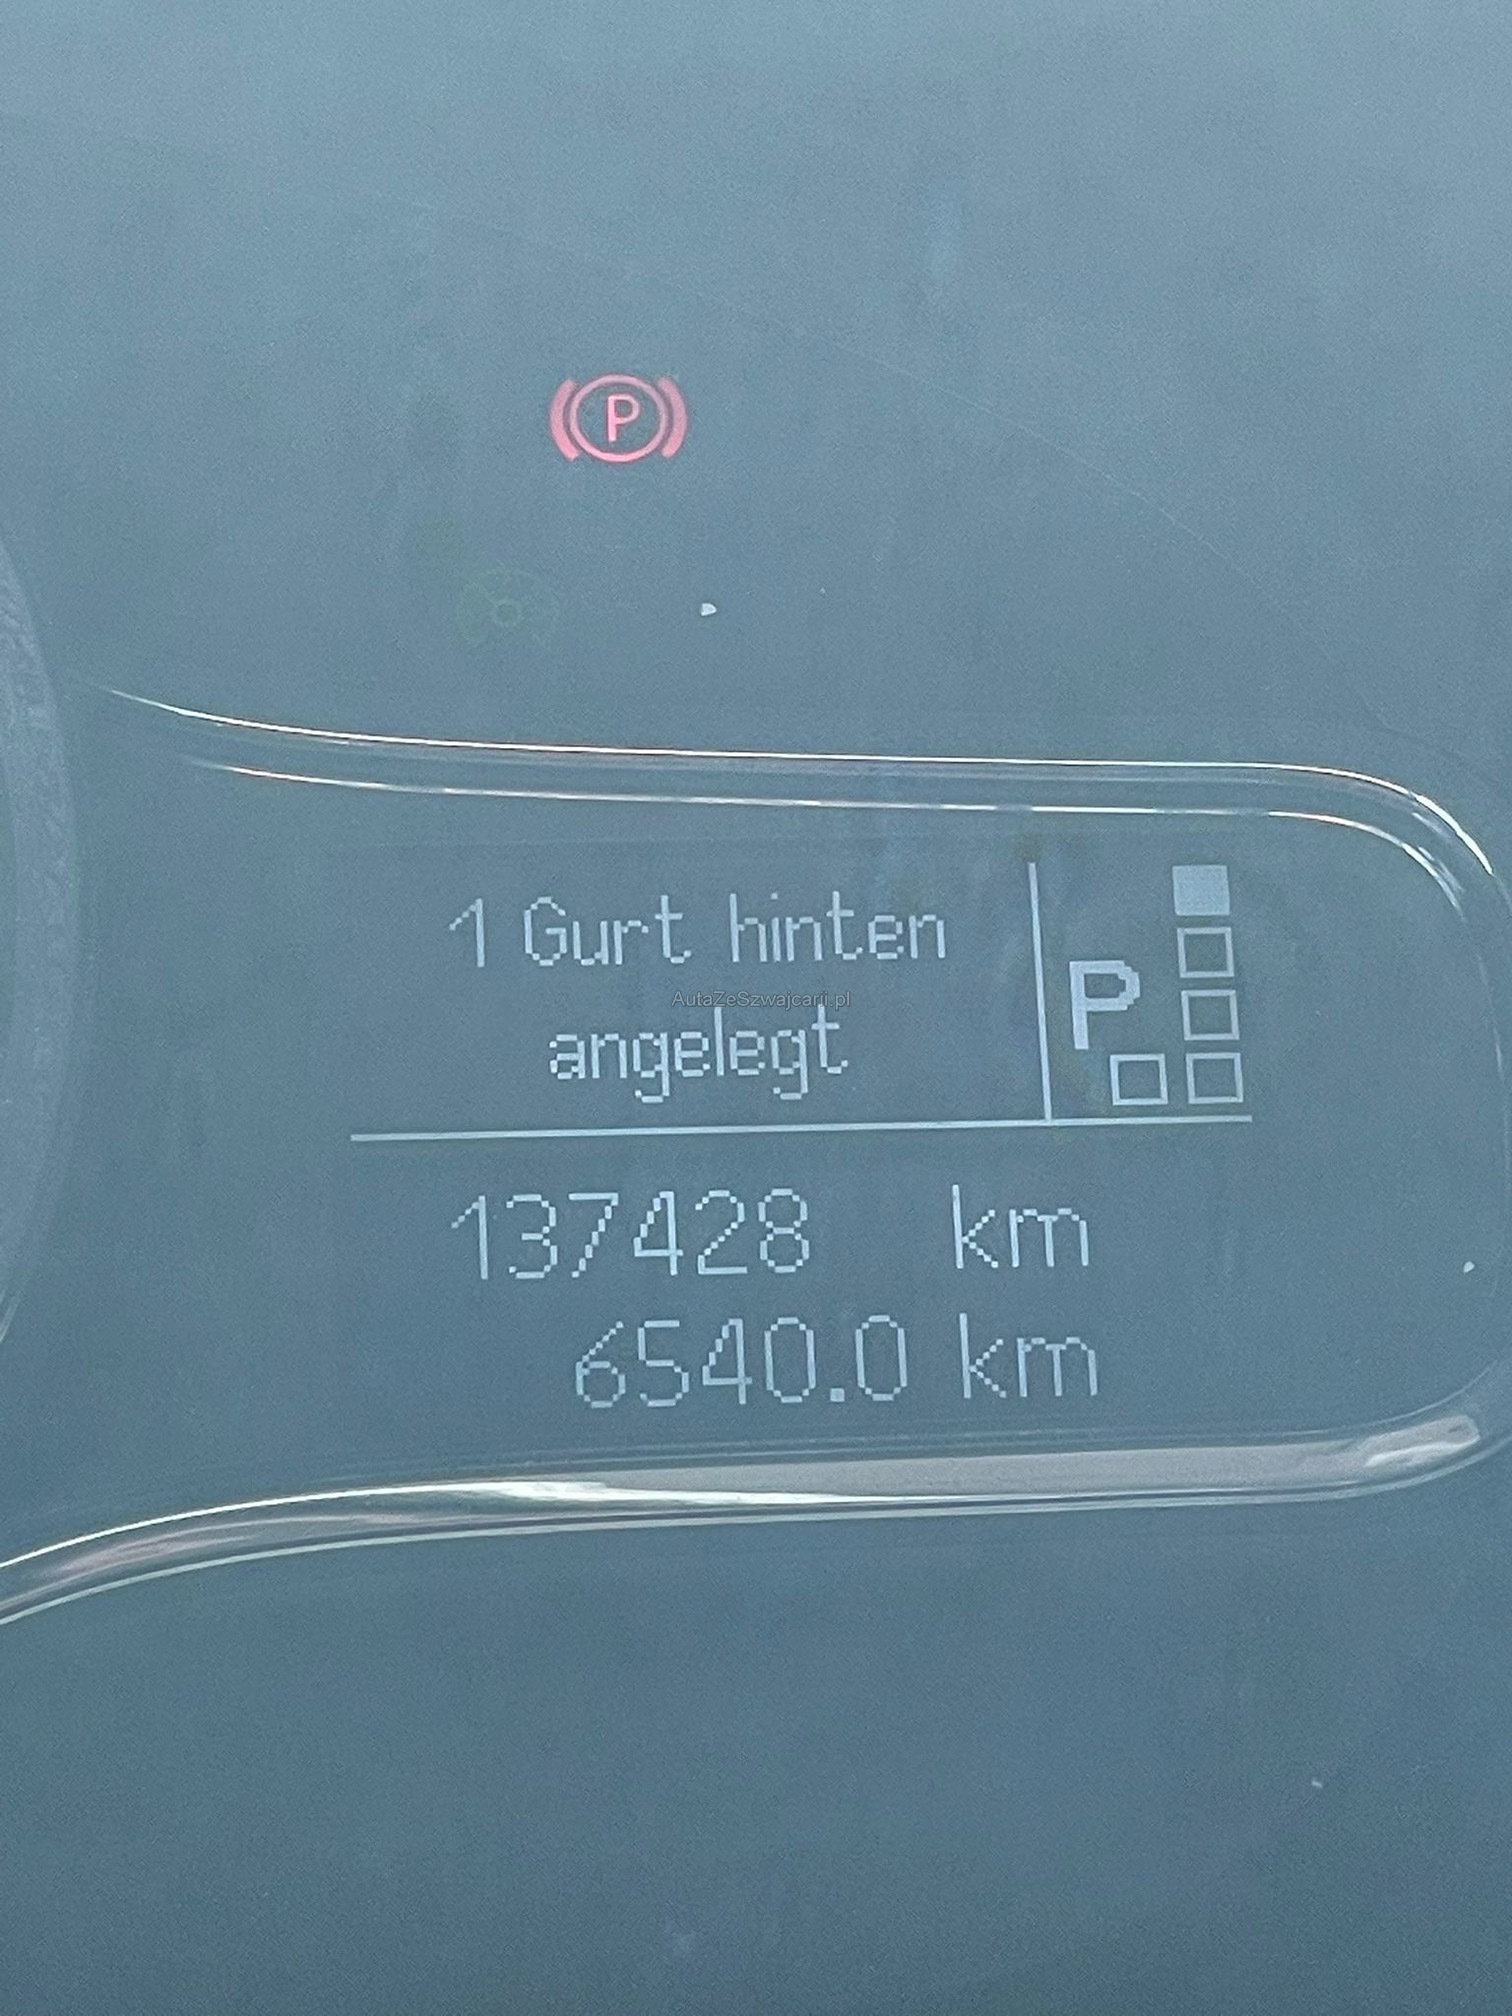 P
1 Gurt hinten
AutaZeSzwajcarii.pl
angelegt
P
137428 km
6540.0 km